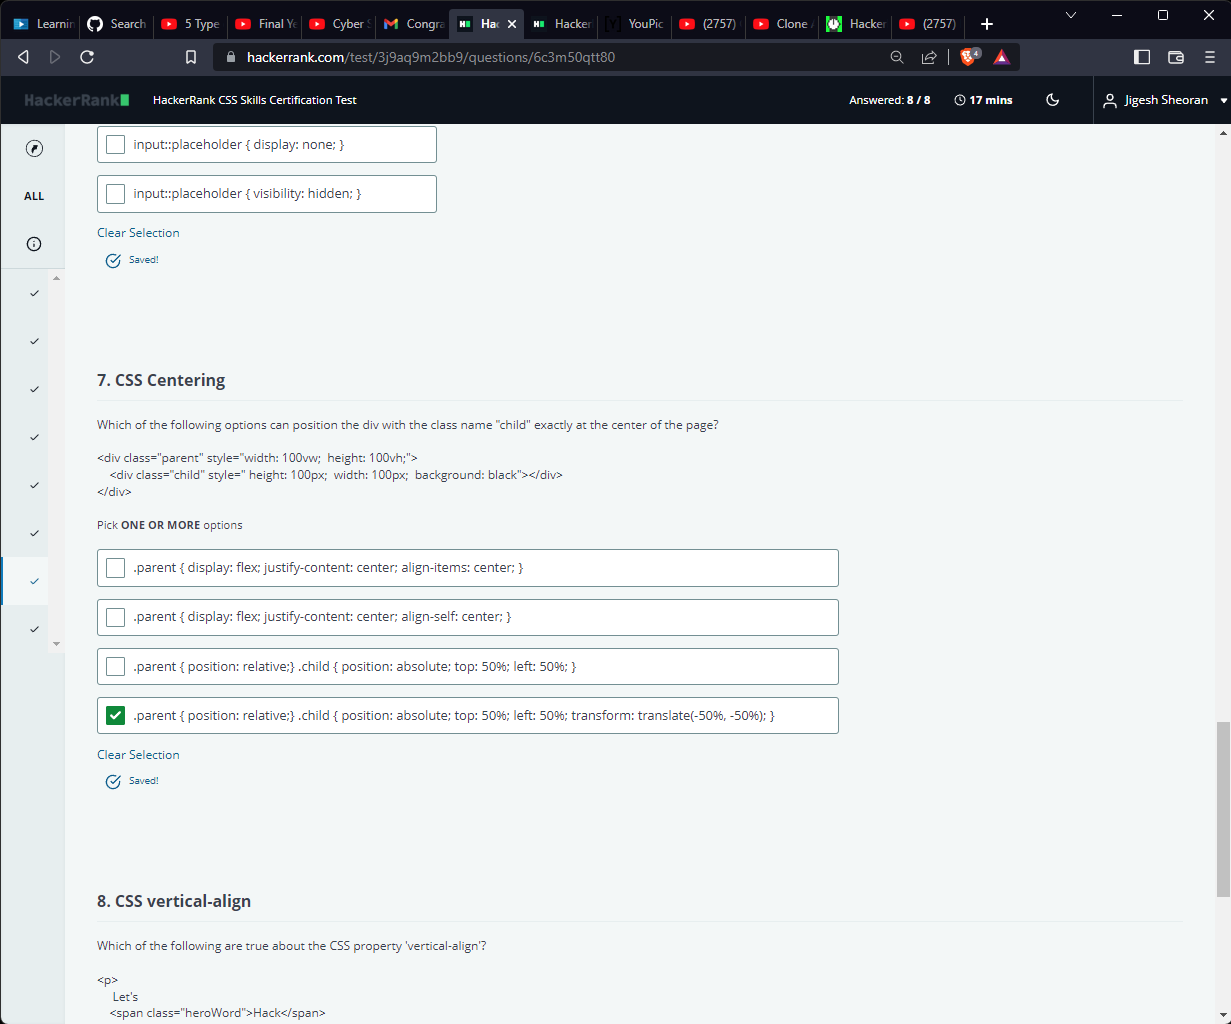 Learnin
Search
5 Type
Final Ye
Cyber S
Congra
Hac
Hacker
YouPic
(2757)
Clone
Hacker
(2757)
hackerrank.com/test/3j9aq9m2bb9/questions/6c3m50qtt80
4
HackerRank
HackerRank CSS Skills Certification Test
Answered: 8 / 8
17 mins
Jigesh Sheoran
ALL
input::placeholder { display: none; }
input::placeholder { visibility: hidden; }
Clear Selection
Saved!
7. CSS Centering
Which of the following options can position the div with the class name "child" exactly at the center of the page?
<div class="parent" style="width: 100vw; height: 100vh;">
<div class="child" style=" height: 100px; width: 100px; background: black"></div>
</div>
Pick ONE OR MORE options
.parent { display: flex; justify-content: center; align-items: center; }
.parent { display: flex; justify-content: center; align-self: center; }
.parent { position: relative;} .child { position: absolute; top: 50%; left: 50%; }
.parent { position: relative;} .child { position: absolute; top: 50%; left: 50%; transform: translate(-50%, -50%); }
Clear Selection
Saved!
8. CSS vertical-align
Which of the following are true about the CSS property 'vertical-align'?
<p>
Let's
<span class="heroWord">Hack</span>